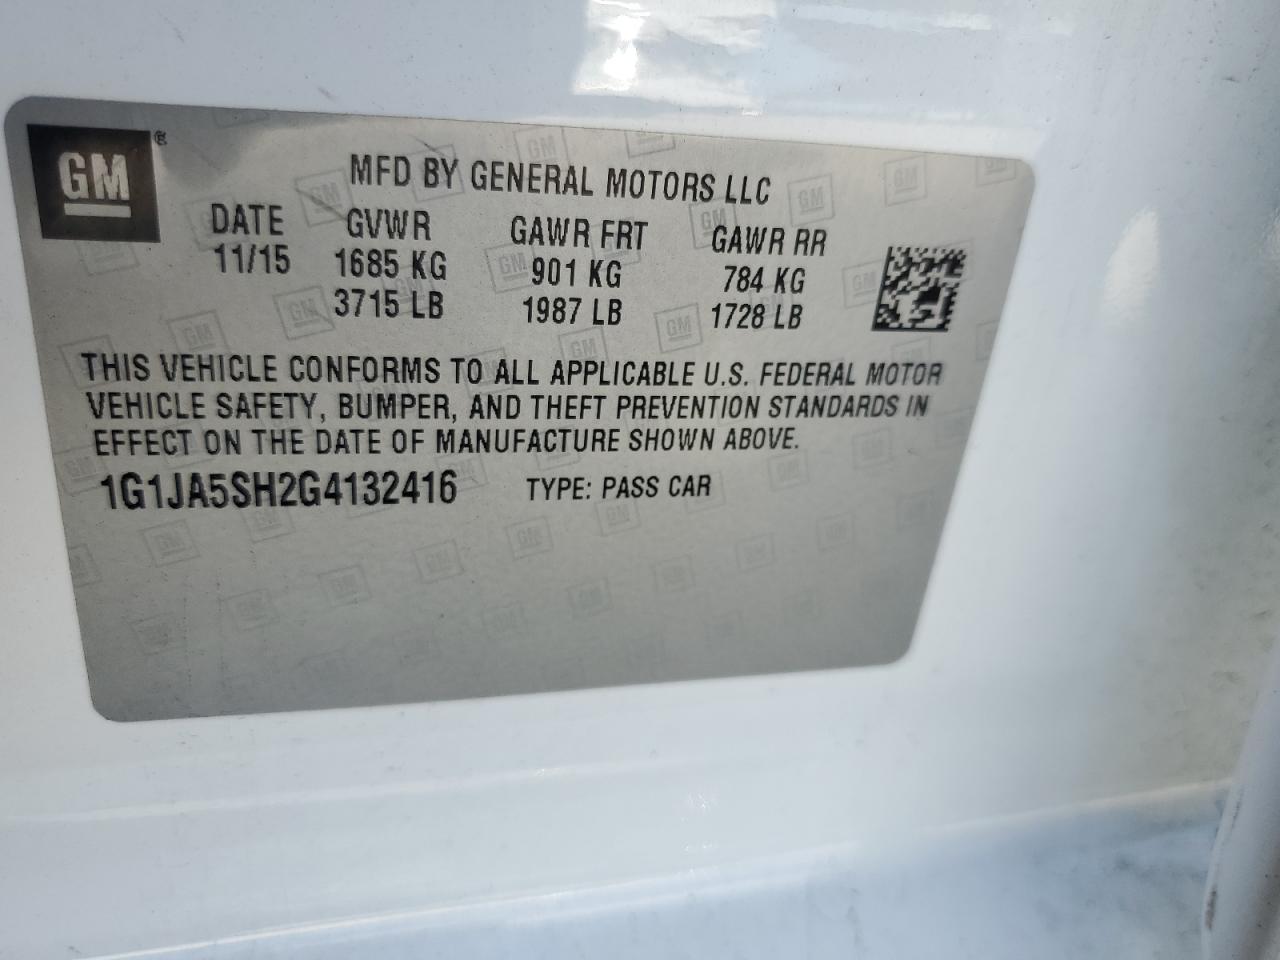 GM ®
MFD BY GENERAL MOTORS LLC
DATE GVWR GAWR FRT GAWR RR
11/15 1685 KG 901 KG 784 KG
3715 LB 1987 LB 1728 LB
THIS VEHICLE CONFORMS TO ALL APPLICABLE U.S. FEDERAL MOTOR
VEHICLE SAFETY, BUMPER, AND THEFT PREVENTION STANDARDS IN
EFFECT ON THE DATE OF MANUFACTURE SHOWN ABOVE.
1G1JA5SH2G4132416 TYPE: PASS CAR